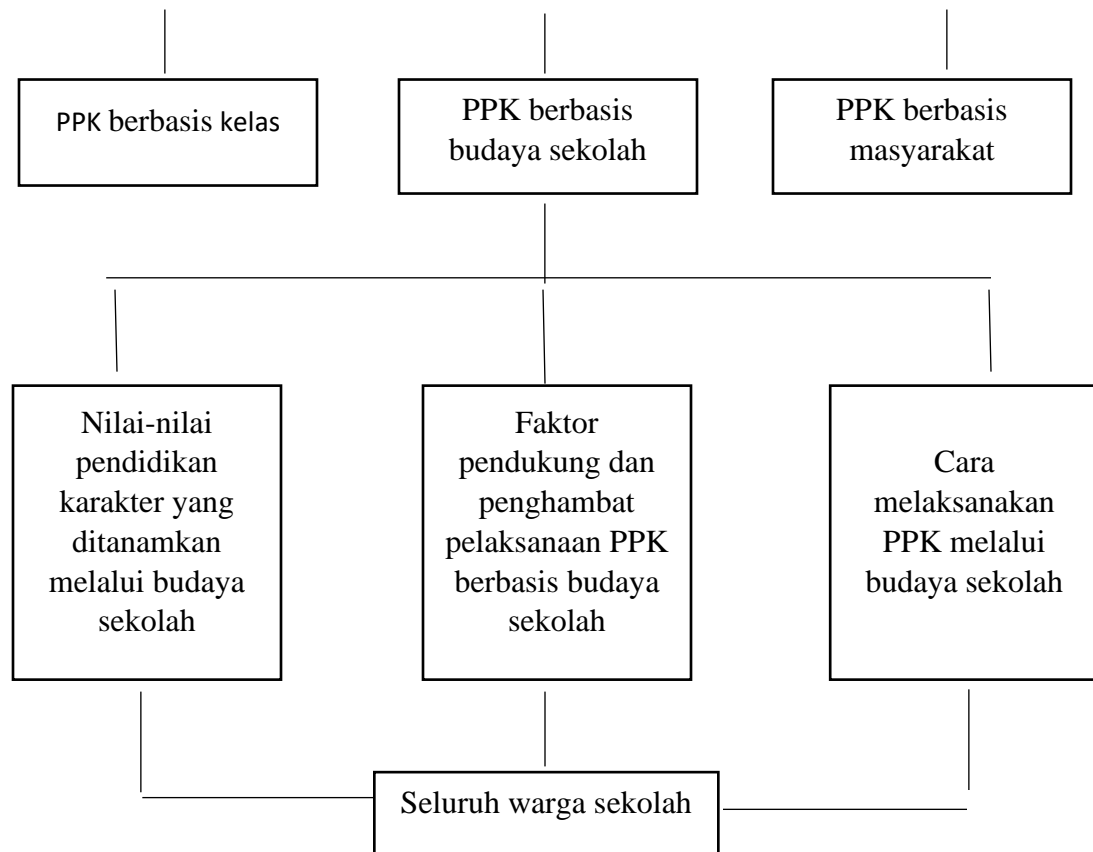 PPK berbasis kelas
PPK berbasis
budaya sekolah
PPK berbasis
masyarakat
Nilai-nilai
pendidikan
karakter yang
ditanamkan
melalui budaya
sekolah
Faktor
pendukung dan
penghambat
pelaksanaan PPK
berbasis budaya
sekolah
Cara
melaksanakan
PPK melalui
budaya sekolah
Seluruh warga sekolah